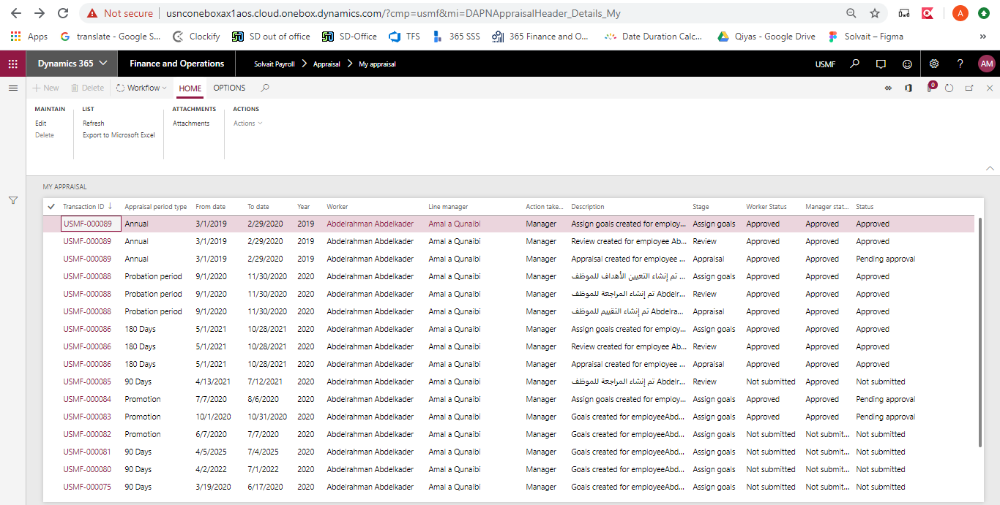 Not secure | usnconeboxax1aos.cloud.onebox.dynamics.com/?cmp=usmf&mi=DAPNAppraisalHeader_Details_My A
Apps translate - Google S... Clockify SD out of office SD-Office TFS 365 SSS 365 Finance and O... Date Duration Calc... Qiyas - Google Drive Solvait – Figma »
Dynamics 365 Finance and Operations Solvait Payroll > Appraisal > My appraisal USMF ? AM
+ New Delete Workflow HOME OPTIONS 0
MAINTAIN LIST ATTACHMENTS ACTIONS
Edit Refresh Attachments Actions
Delete Export to Microsoft Excel
MY APPRAISAL
Transaction ID ↓ Appraisal period type From date To date Year Worker Line manager Action take... Description Stage Worker Status Manager stat... Status
USMF-000089 Annual 3/1/2019 2/29/2020 2019 Abdelrahman Abdelkader Amal a Qunaibi Manager Assign goals created for employ... Assign goals Approved Approved Approved
USMF-000089 Annual 3/1/2019 2/29/2020 2019 Abdelrahman Abdelkader Amal a Qunaibi Manager Review created for employee Ab... Review Approved Approved Approved
USMF-000089 Annual 3/1/2019 2/29/2020 2019 Abdelrahman Abdelkader Amal a Qunaibi Manager Appraisal created for employee ... Appraisal Approved Approved Pending approval
USMF-000088 Probation period 9/1/2020 11/30/2020 2020 Abdelrahman Abdelkader Amal a Qunaibi Manager تم إنشاء التعيين الأهداف للموظف ... Assign goals Approved Approved Approved
USMF-000088 Probation period 9/1/2020 11/30/2020 2020 Abdelrahman Abdelkader Amal a Qunaibi Manager تم إنشاء المراجعة للموظف Abdelr... Review Approved Approved Approved
USMF-000088 Probation period 9/1/2020 11/30/2020 2020 Abdelrahman Abdelkader Amal a Qunaibi Manager تم إنشاء التقييم للموظف Abdelra... Appraisal Approved Approved Approved
USMF-000086 180 Days 5/1/2021 10/28/2021 2020 Abdelrahman Abdelkader Amal a Qunaibi Manager Assign goals created for employ... Assign goals Approved Approved Approved
USMF-000086 180 Days 5/1/2021 10/28/2021 2020 Abdelrahman Abdelkader Amal a Qunaibi Manager Review created for employee Ab... Review Approved Approved Approved
USMF-000086 180 Days 5/1/2021 10/28/2021 2020 Abdelrahman Abdelkader Amal a Qunaibi Manager Appraisal created for employee ... Appraisal Approved Approved Approved
USMF-000085 90 Days 4/13/2021 7/12/2021 2020 Abdelrahman Abdelkader Amal a Qunaibi Manager تم إنشاء المراجعة للموظف Abdelr... Review Not submitted Approved Not submitted
USMF-000084 Promotion 7/7/2020 8/6/2020 2020 Abdelrahman Abdelkader Amal a Qunaibi Manager Assign goals created for employ... Assign goals Approved Approved Pending approval
USMF-000083 Promotion 10/1/2020 10/31/2020 2020 Abdelrahman Abdelkader Amal a Qunaibi Manager Goals created for employeeAbd... Assign goals Approved Approved Pending approval
USMF-000082 Promotion 6/7/2020 7/7/2020 2020 Abdelrahman Abdelkader Amal a Qunaibi Manager Goals created for employeeAbd... Assign goals Not submitted Not submit... Not submitted
USMF-000081 90 Days 4/5/2025 7/4/2025 2020 Abdelrahman Abdelkader Amal a Qunaibi Manager Goals created for employeeAbd... Assign goals Not submitted Not submit... Not submitted
USMF-000080 90 Days 4/2/2022 7/1/2022 2020 Abdelrahman Abdelkader Amal a Qunaibi Manager Goals created for employeeAbd... Assign goals Not submitted Not submit... Not submitted
USMF-000075 90 Days 3/19/2020 6/17/2020 2020 Abdelrahman Abdelkader Amal a Qunaibi Manager Goals created for employeeAbd... Assign goals Not submitted Not submit... Not submitted